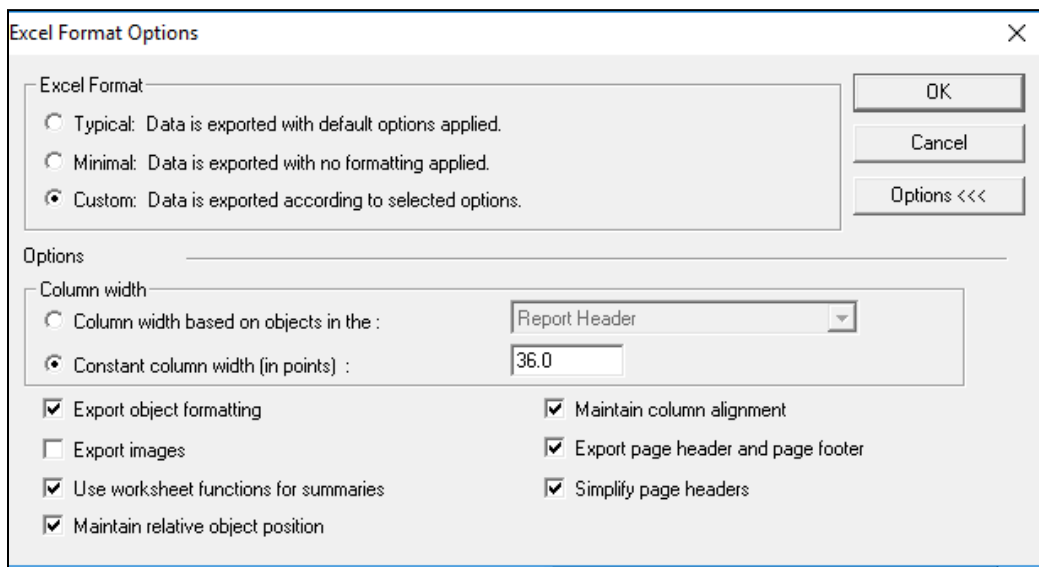 Excel Format Options
Excel Format
OK
Typical: Data is exported with default options applied.
Cancel
Minimal: Data is exported with no formatting applied.
Options <<<
Custom: Data is exported according to selected options.
Options
Column width
Column width based on objects in the : Report Header
Constant column width (in points) : 36.0
Export object formatting
Maintain column alignment
Export images
Export page header and page footer
Use worksheet functions for summaries
Simplify page headers
Maintain relative object position